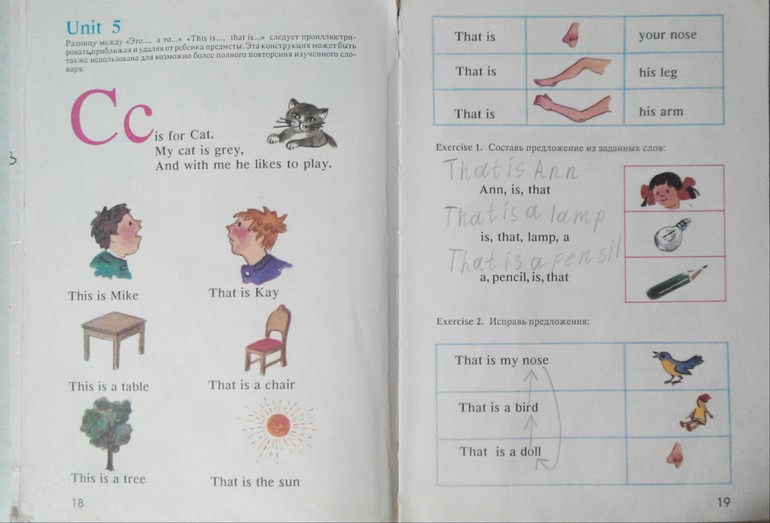 Unit 5
Разницу между «Это..., а то...» «This is..., that is...» следует проиллюстри-
ровать, приближая и удаляя от ребенка предметы. Эта конструкция может быть
также использована для возможно более полного повторения изученного сло-
варя.
Cc is for Cat.
My cat is grey,
And with me he likes to play.
This is Mike
That is Kay
This is a table
That is a chair
This is a tree
That is the sun
18
That is your nose
That is his leg
That is his arm
Exercise 1. Составь предложение из заданных слов:
That is Ann
Ann, is, that
That is a lamp
is, that, lamp, a
That is a pensil
a, pencil, is, that
Exercise 2. Исправь предложения:
That is my nose
That is a bird
That is a doll
19